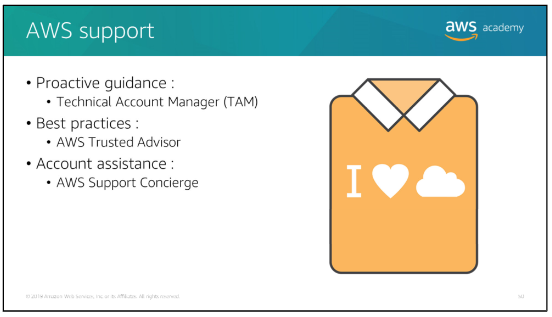 AWS support
aws academy
• Proactive guidance :
• Technical Account Manager (TAM)
• Best practices :
• AWS Trusted Advisor
• Account assistance :
• AWS Support Concierge
I
© 2019 Amazon Web Services, Inc. or its Affiliates. All rights reserved.